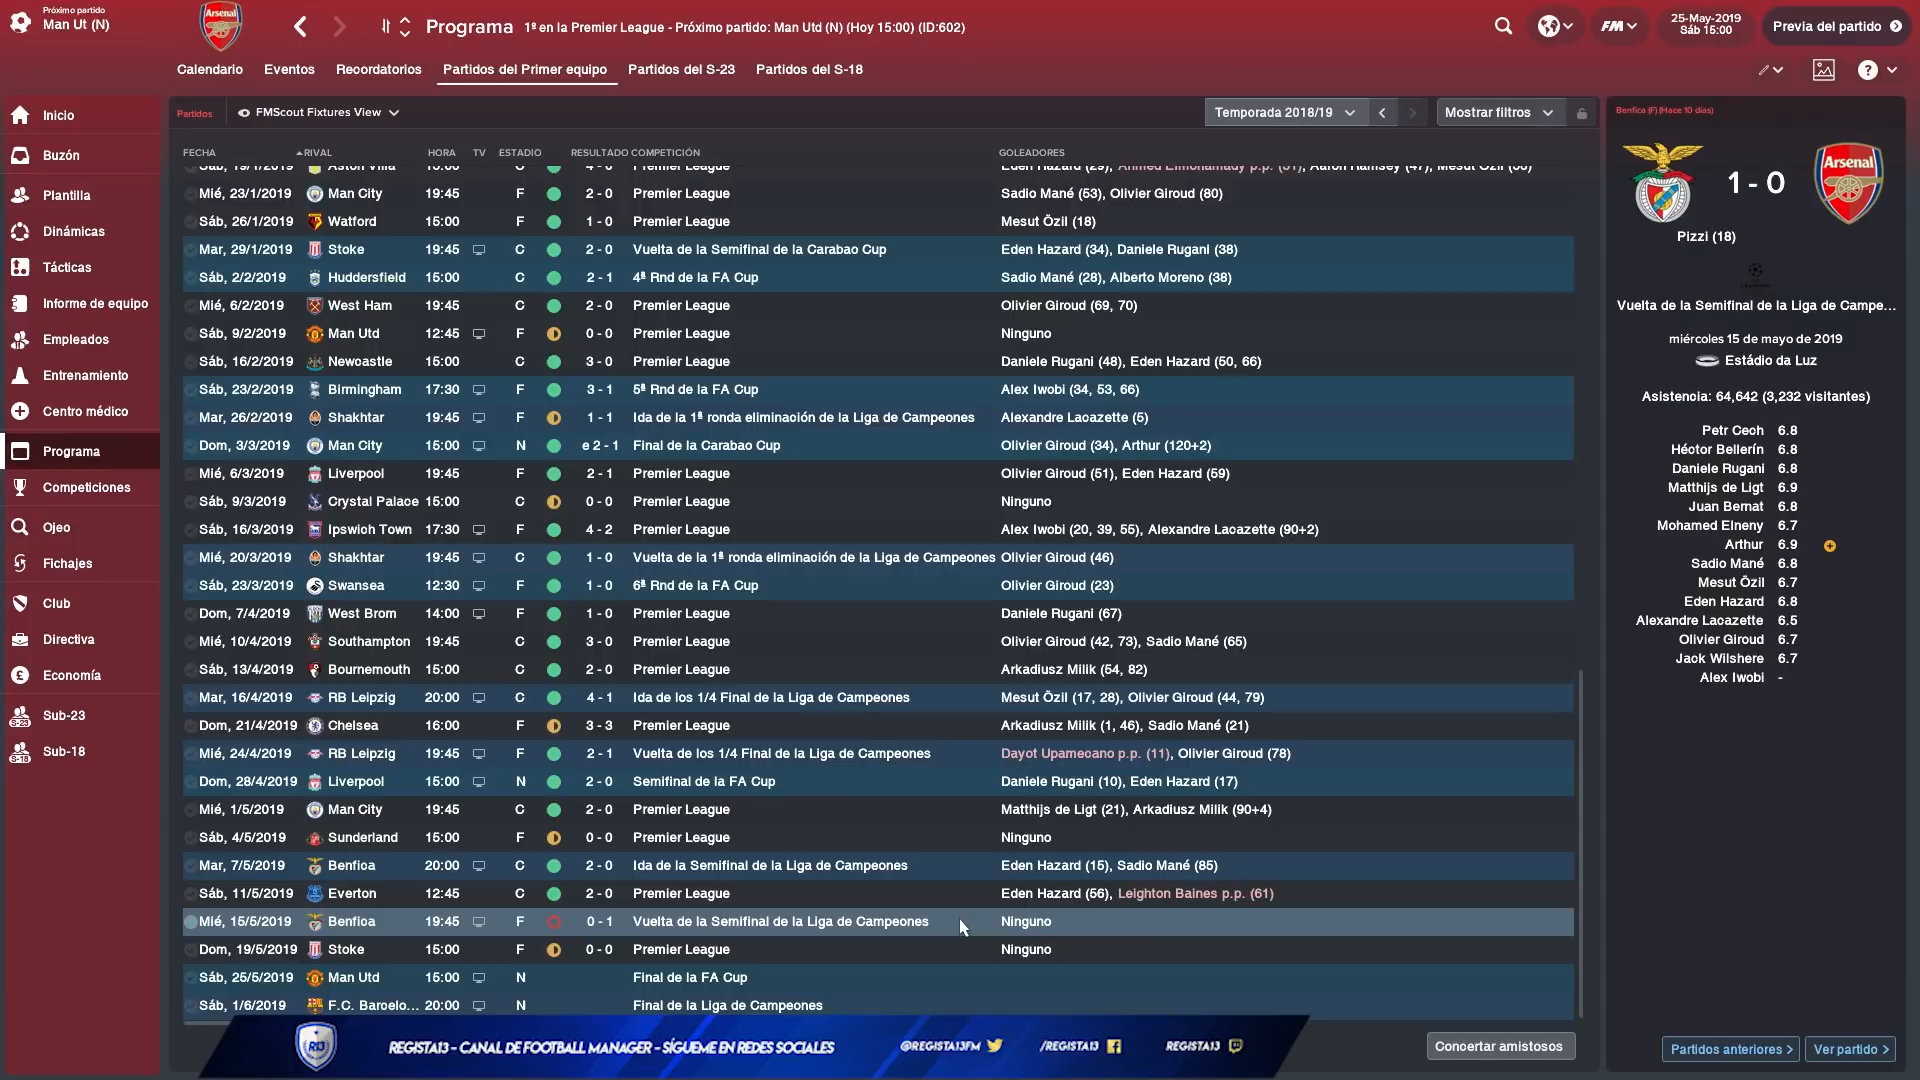 Próximo partido
Man Ut (N)
Programa
1ª en la Premier League - Próximo partido: Man Utd (N) (Hoy 15:00) (ID:602)
FM
25-May-2019
Sáb 15:00
Previa del partido
Calendario Eventos Recordatorios Partidos del Primer equipo Partidos del S-23 Partidos del S-18
Inicio
Buzón
Plantilla
Dinámicas
Tácticas
Informe de equipo
Empleados
Entrenamiento
Centro médico
Programa
Competiciones
Ojeo
Fichajes
Club
Directiva
Economía
Sub-23
Sub-18
Partidos FMScout Fixtures View Temporada 2018/19 Mostrar filtros
FECHA RIVAL HORA TV ESTADIO RESULTADO COMPETICIÓN GOLEADORES
Sáb, 19/1/2019 Aston Villa 15:00 C 4 - 0 Premier League Eden Hazard (29), Ahmed Elmohamady p.p. (31), Aaron Ramsey (47), Mesut Özil (56)
Mié, 23/1/2019 Man City 19:45 F 2 - 0 Premier League Sadio Mané (53), Olivier Giroud (80)
Sáb, 26/1/2019 Watford 15:00 F 1 - 0 Premier League Mesut Özil (18)
Mar, 29/1/2019 Stoke 19:45 C 2 - 0 Vuelta de la Semifinal de la Carabao Cup Eden Hazard (34), Daniele Rugani (38)
Sáb, 2/2/2019 Huddersfield 15:00 C 2 - 1 4ª Rnd de la FA Cup Sadio Mané (28), Alberto Moreno (38)
Mié, 6/2/2019 West Ham 19:45 C 2 - 0 Premier League Olivier Giroud (69, 70)
Sáb, 9/2/2019 Man Utd 12:45 F 0 - 0 Premier League Ninguno
Sáb, 16/2/2019 Newcastle 15:00 C 3 - 0 Premier League Daniele Rugani (48), Eden Hazard (50, 66)
Sáb, 23/2/2019 Birmingham 17:30 F 3 - 1 5ª Rnd de la FA Cup Alex Iwobi (34, 53, 66)
Mar, 26/2/2019 Shakhtar 19:45 F 1 - 1 Ida de la 1ª ronda eliminación de la Liga de Campeones Alexandre Lacazette (5)
Dom, 3/3/2019 Man City 15:00 N e 2 - 1 Final de la Carabao Cup Olivier Giroud (34), Arthur (120+2)
Mié, 6/3/2019 Liverpool 19:45 F 2 - 1 Premier League Olivier Giroud (51), Eden Hazard (59)
Sáb, 9/3/2019 Crystal Palace 15:00 C 0 - 0 Premier League Ninguno
Sáb, 16/3/2019 Ipswich Town 17:30 F 4 - 2 Premier League Alex Iwobi (20, 39, 55), Alexandre Lacazette (90+2)
Mié, 20/3/2019 Shakhtar 19:45 C 1 - 0 Vuelta de la 1ª ronda eliminación de la Liga de Campeones Olivier Giroud (46)
Sáb, 23/3/2019 Swansea 12:30 F 1 - 0 6ª Rnd de la FA Cup Olivier Giroud (23)
Dom, 7/4/2019 West Brom 14:00 F 1 - 0 Premier League Daniele Rugani (67)
Mié, 10/4/2019 Southampton 19:45 C 3 - 0 Premier League Olivier Giroud (42, 73), Sadio Mané (65)
Sáb, 13/4/2019 Bournemouth 15:00 C 2 - 0 Premier League Arkadiusz Milik (54, 82)
Mar, 16/4/2019 RB Leipzig 20:00 C 4 - 1 Ida de los 1/4 Final de la Liga de Campeones Mesut Özil (17, 28), Olivier Giroud (44, 79)
Dom, 21/4/2019 Chelsea 16:00 F 3 - 3 Premier League Arkadiusz Milik (1, 46), Sadio Mané (21)
Mié, 24/4/2019 RB Leipzig 19:45 F 2 - 1 Vuelta de los 1/4 Final de la Liga de Campeones Dayot Upamecano p.p. (11), Olivier Giroud (78)
Dom, 28/4/2019 Liverpool 15:00 N 2 - 0 Semifinal de la FA Cup Daniele Rugani (10), Eden Hazard (17)
Mié, 1/5/2019 Man City 19:45 C 2 - 0 Premier League Matthijs de Ligt (21), Arkadiusz Milik (90+4)
Sáb, 4/5/2019 Sunderland 15:00 F 0 - 0 Premier League Ninguno
Mar, 7/5/2019 Benfica 20:00 C 2 - 0 Ida de la Semifinal de la Liga de Campeones Eden Hazard (15), Sadio Mané (85)
Sáb, 11/5/2019 Everton 12:45 C 2 - 0 Premier League Eden Hazard (56), Leighton Baines p.p. (61)
Mié, 15/5/2019 Benfica 19:45 F 0 - 1 Vuelta de la Semifinal de la Liga de Campeones Ninguno
Dom, 19/5/2019 Stoke 15:00 F 0 - 0 Premier League Ninguno
Sáb, 25/5/2019 Man Utd 15:00 N Final de la FA Cup
Sáb, 1/6/2019 F.C. Barcelo... 20:00 N Final de la Liga de Campeones
R13 REGISTA13 - CANAL DE FOOTBALL MANAGER - SÍGUEME EN REDES SOCIALES @REGISTA13FM /REGISTA13 REGISTA13
Concertar amistosos
Benfica (F) (Hace 10 días)
Arsenal
1 - 0
Pizzi (18)
Vuelta de la Semifinal de la Liga de Campe...
miércoles 15 de mayo de 2019
Estádio da Luz
Asistencia: 64,642 (3,232 visitantes)
Petr Cech 6.8
Héctor Bellerín 6.8
Daniele Rugani 6.8
Matthijs de Ligt 6.9
Juan Bernat 6.8
Mohamed Elneny 6.7
Arthur 6.9
Sadio Mané 6.8
Mesut Özil 6.7
Eden Hazard 6.8
Alexandre Lacazette 6.5
Olivier Giroud 6.7
Jack Wilshere 6.7
Alex Iwobi -
Partidos anteriores Ver partido